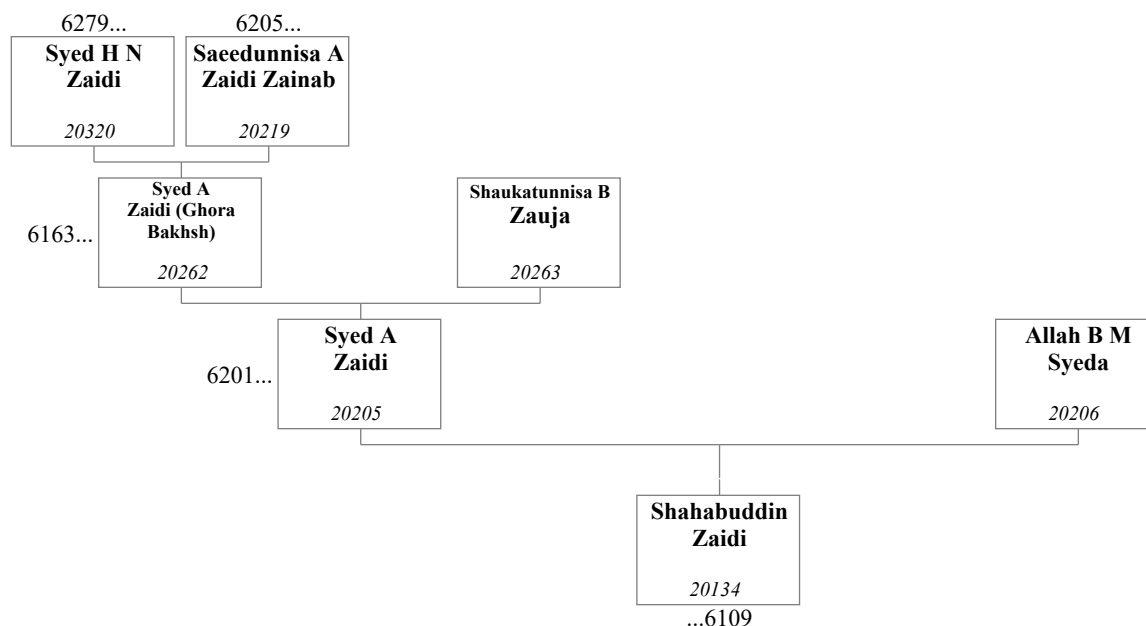 6279...
6205...
Syed H N
Zaidi
20320
Saeedunnisa A
Zaidi Zainab
20219
6163...
Syed A
Zaidi (Ghora
Bakhsh)
20262
Shaukatunnisa B
Zauja
20263
6201...
Syed A
Zaidi
20205
Allah B M
Syeda
20206
Shahabuddin
Zaidi
20134
...6109